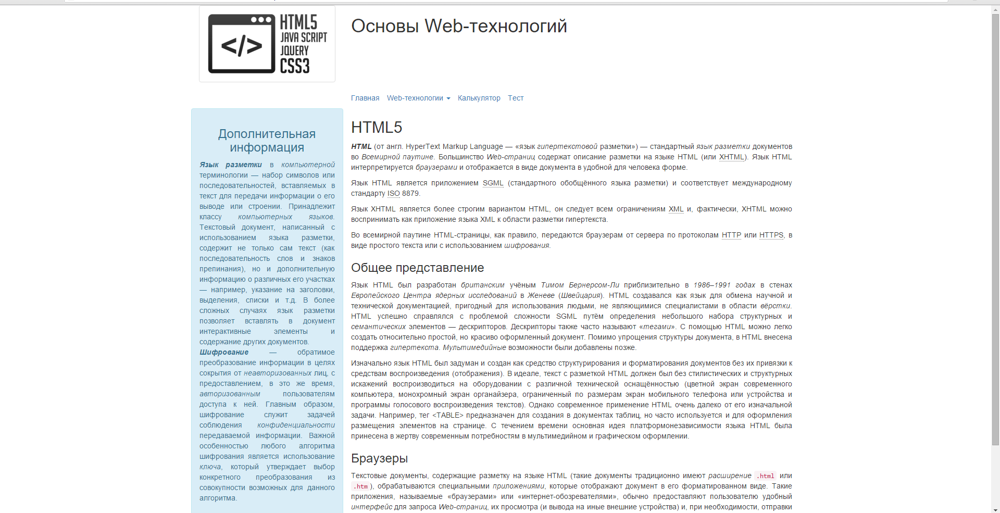 HTML5
JAVA SCRIPT
JQUERY
CSS3
</>
Основы Web-технологий
Главная Web-технологии Калькулятор Тест
Дополнительная
информация
Язык разметки в компьютерной
терминологии — набор символов или
последовательностей, вставляемых в
текст для передачи информации о его
выводе или строении. Принадлежит
классу компьютерных языков.
Текстовый документ, написанный с
использованием языка разметки,
содержит не только сам текст (как
последовательность слов и знаков
препинания), но и дополнительную
информацию о различных его участках
— например, указание на заголовки,
выделения, списки и т.д. В более
сложных случаях язык разметки
позволяет вставлять в документ
интерактивные элементы и
содержание других документов.
Шифрование — обратимое
преобразование информации в целях
сокрытия от неавторизованных лиц, с
предоставлением, в это же время,
авторизованным пользователям
доступа к ней. Главным образом,
шифрование служит задачей
соблюдения конфиденциальности
передаваемой информации. Важной
особенностью любого алгоритма
шифрования является использование
ключа, который утверждает выбор
конкретного преобразования из
совокупности возможных для данного
алгоритма.
HTML5
HTML (от англ. HyperText Markup Language — «язык гипертекстовой разметки») — стандартный язык разметки документов
во Всемирной паутине. Большинство Web-страниц содержат описание разметки на языке HTML (или XHTML). Язык HTML
интерпретируется браузерами и отображается в виде документа в удобной для человека форме.
Язык HTML является приложением SGML (стандартного обобщённого языка разметки) и соответствует международному
стандарту ISO 8879.
Язык XHTML является более строгим вариантом HTML, он следует всем ограничениям XML и, фактически, XHTML можно
воспринимать как приложение языка XML к области разметки гипертекста.
Во всемирной паутине HTML-страницы, как правило, передаются браузерам от сервера по протоколам HTTP или HTTPS, в
виде простого текста или с использованием шифрования.
Общее представление
Язык HTML был разработан британским учёным Тимом Бернерсом-Ли приблизительно в 1986–1991 годах в стенах
Европейского Центра ядерных исследований в Женеве (Швейцария). HTML создавался как язык для обмена научной и
технической документацией, пригодный для использования людьми, не являющимися специалистами в области вёрстки.
HTML успешно справлялся с проблемой сложности SGML путём определения небольшого набора структурных и
семантических элементов — дескрипторов. Дескрипторы также часто называют «тегами». С помощью HTML можно легко
создать относительно простой, но красиво оформленный документ. Помимо упрощения структуры документа, в HTML внесена
поддержка гипертекста. Мультимедийные возможности были добавлены позже.
Изначально язык HTML был задуман и создан как средство структурирования и форматирования документов без их привязки к
средствам воспроизведения (отображения). В идеале, текст с разметкой HTML должен был без стилистических и структурных
искажений воспроизводиться на оборудовании с различной технической оснащённостью (цветной экран современного
компьютера, монохромный экран органайзера, ограниченный по размерам экран мобильного телефона или устройства и
программы голосового воспроизведения текстов). Однако современное применение HTML очень далеко от его изначальной
задачи. Например, тег <TABLE> предназначен для создания в документах таблиц, но часто используется и для оформления
размещения элементов на странице. С течением времени основная идея платформонезависимости языка HTML была
принесена в жертву современным потребностям в мультимедийном и графическом оформлении.
Браузеры
Текстовые документы, содержащие разметку на языке HTML (такие документы традиционно имеют расширение .html или
.htm), обрабатываются специальными приложениями, которые отображают документ в его форматированном виде. Такие
приложения, называемые «браузерами» или «интернет-обозревателями», обычно предоставляют пользователю удобный
интерфейс для запроса Web-страниц, их просмотра (и вывода на иные внешние устройства) и, при необходимости, отправки